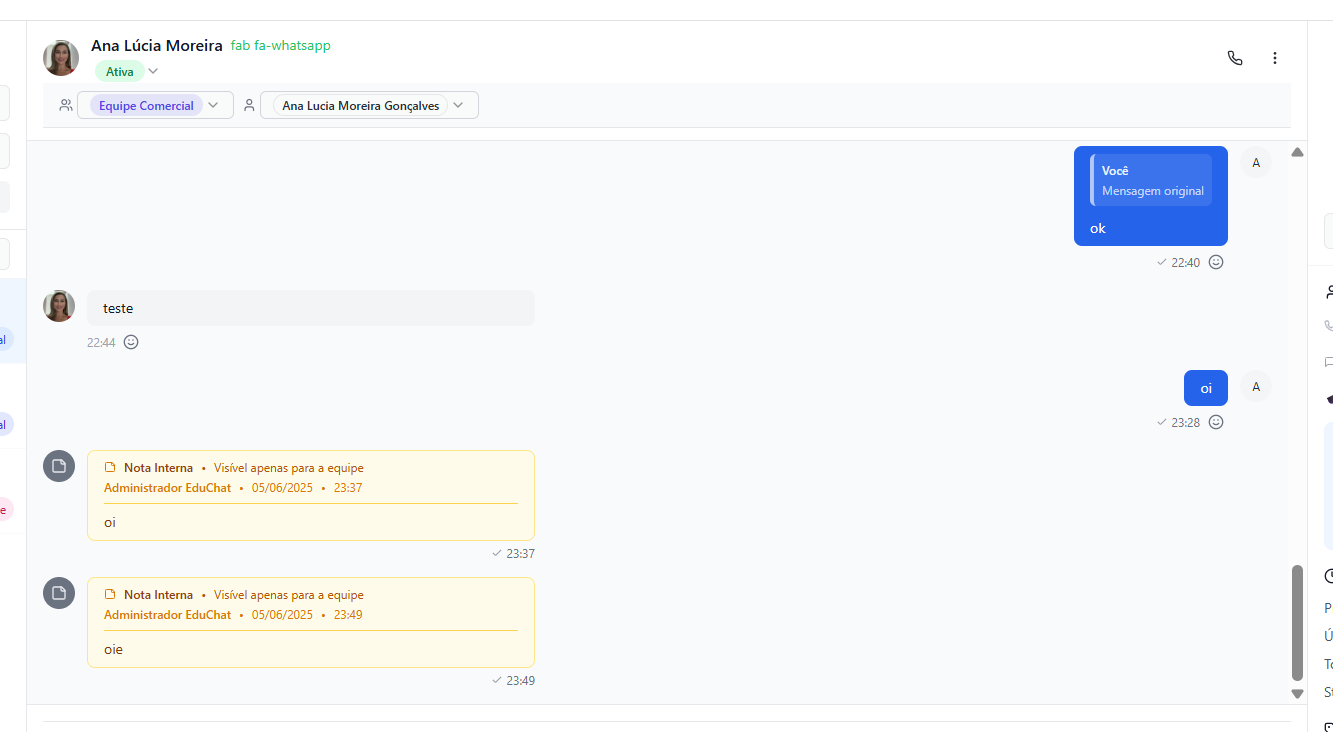 Ana Lúcia Moreira fab fa-whatsapp
Ativa
Equipe Comercial Ana Lucia Moreira Gonçalves
Você
Mensagem original
ok
A
22:40
teste
22:44
oi
A
23:28
Nota Interna • Visível apenas para a equipe
Administrador EduChat • 05/06/2025 • 23:37
oi
23:37
Nota Interna • Visível apenas para a equipe
Administrador EduChat • 05/06/2025 • 23:49
oie
23:49